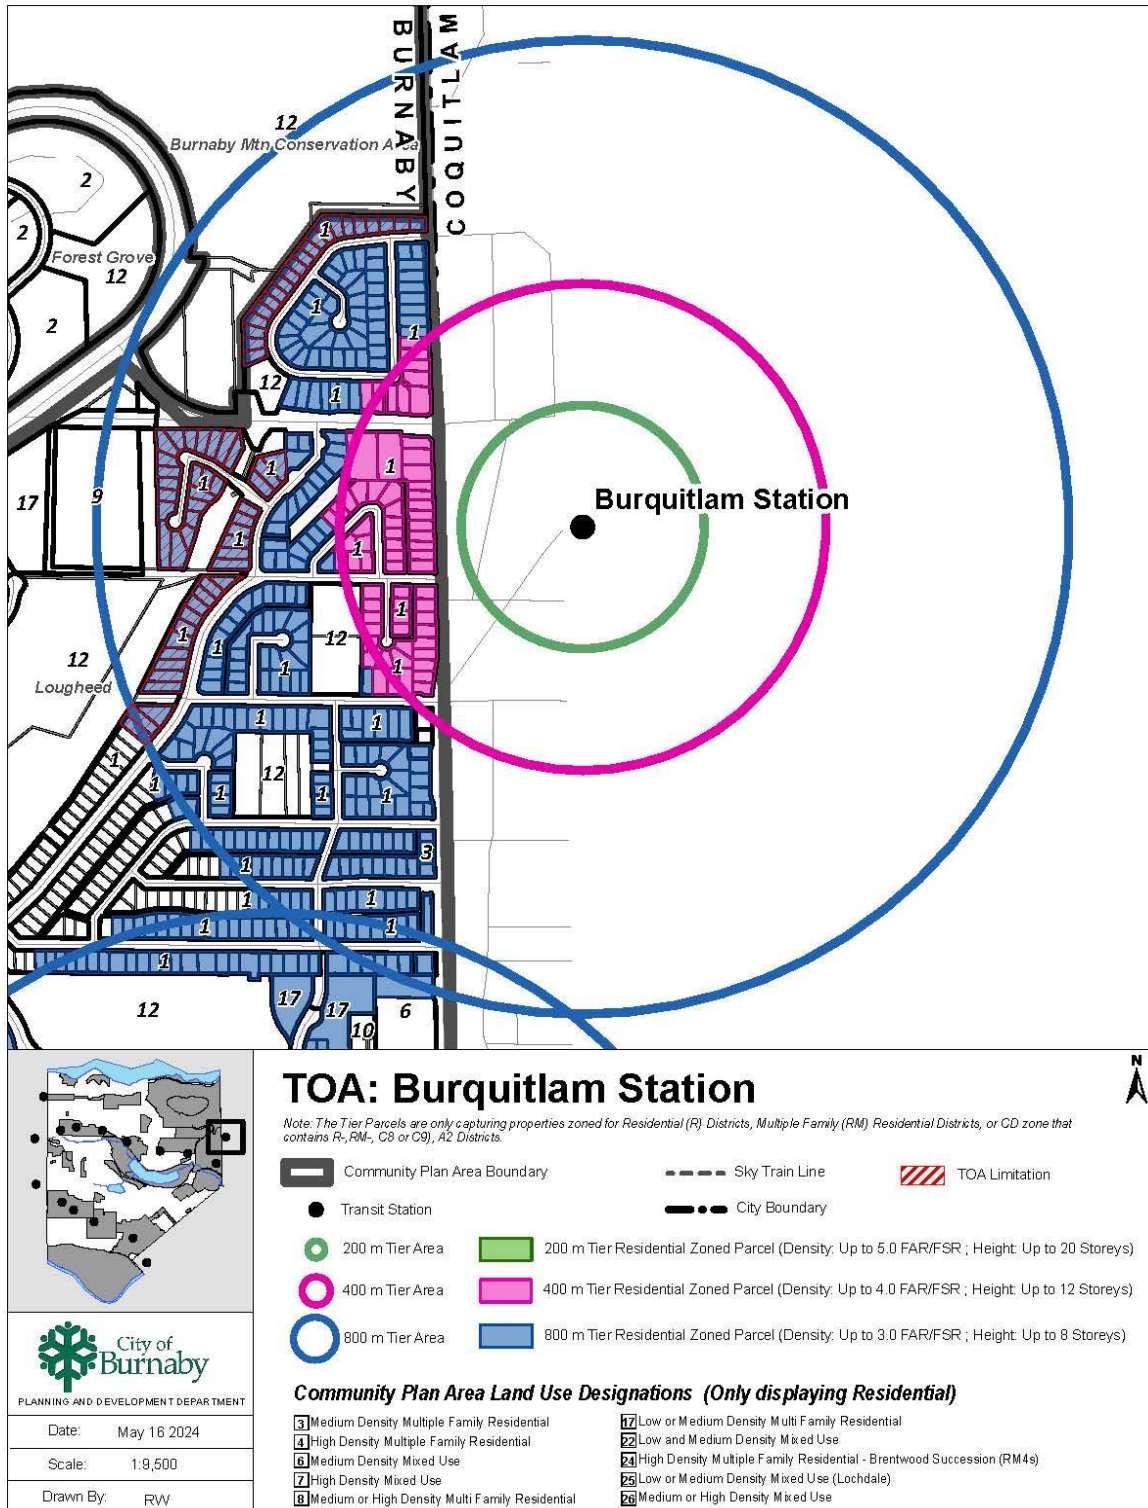 BURNABY
COQUITLAM
12
Burnaby Mtn Conservation Area
2
1
2
Forest Grove
12
1
2
1
12
1
1
1
1
17
9
1
Burquitlam Station
1
1
1
1
12
1
12
1
1
Lougheed
1
1
1
1
12
1
1
1
1
3
1
1
1
1
1
1
17
17
12
6
10
TOA: Burquitlam Station
N
Note: The Tier Parcels are only capturing properties zoned for Residential (R) Districts, Multiple Family (RM) Residential Districts, or CD zone that
contains R-, RM-, C8 or C9), A2 Districts.
Community Plan Area Boundary
Sky Train Line
TOA Limitation
Transit Station
City Boundary
200 m Tier Area
200 m Tier Residential Zoned Parcel (Density: Up to 5.0 FAR/FSR ; Height: Up to 20 Storeys)
400 m Tier Area
400 m Tier Residential Zoned Parcel (Density: Up to 4.0 FAR/FSR ; Height: Up to 12 Storeys)
800 m Tier Area
800 m Tier Residential Zoned Parcel (Density: Up to 3.0 FAR/FSR ; Height: Up to 8 Storeys)
City of
Burnaby
PLANNING AND DEVELOPMENT DEPARTMENT
Date: May 16 2024
Scale: 1:9,500
Drawn By: RW
Community Plan Area Land Use Designations (Only displaying Residential)
3 Medium Density Multiple Family Residential
4 High Density Multiple Family Residential
6 Medium Density Mixed Use
7 High Density Mixed Use
8 Medium or High Density Multi Family Residential
17 Low or Medium Density Multi Family Residential
22 Low and Medium Density Mixed Use
24 High Density Multiple Family Residential - Brentwood Succession (RM4s)
25 Low or Medium Density Mixed Use (Lochdale)
26 Medium or High Density Mixed Use